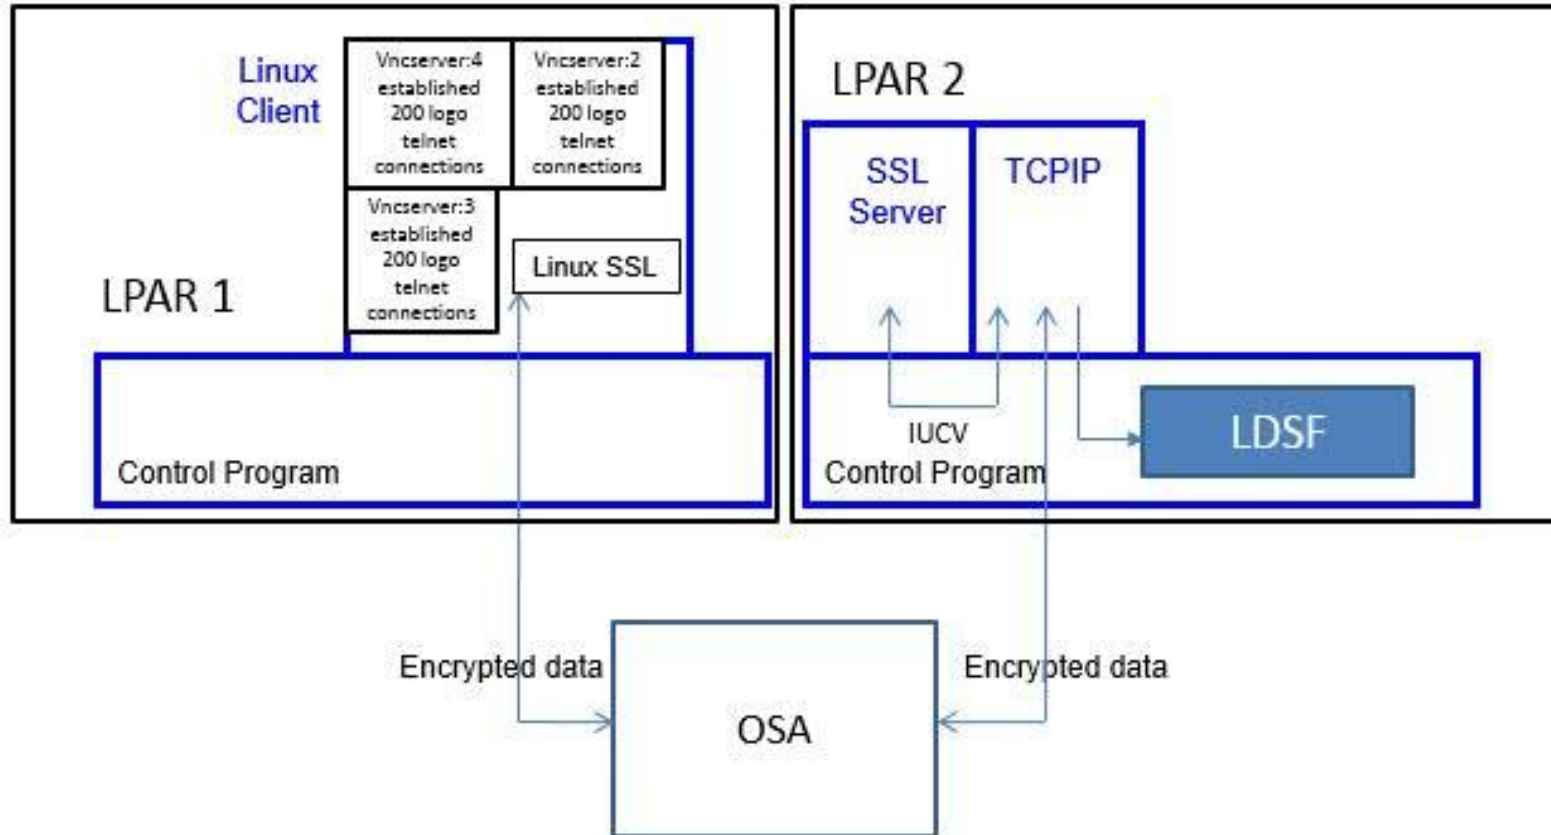 Linux
Client
Vncserver:4
established
200 logo
telnet
connections
Vncserver:2
established
200 logo
telnet
connections
Vncserver:3
established
200 logo
telnet
connections
Linux SSL
LPAR 1
Control Program
LPAR 2
SSL
Server
TCPIP
IUCV
LDSF
Control Program
Encrypted data
Encrypted data
OSA